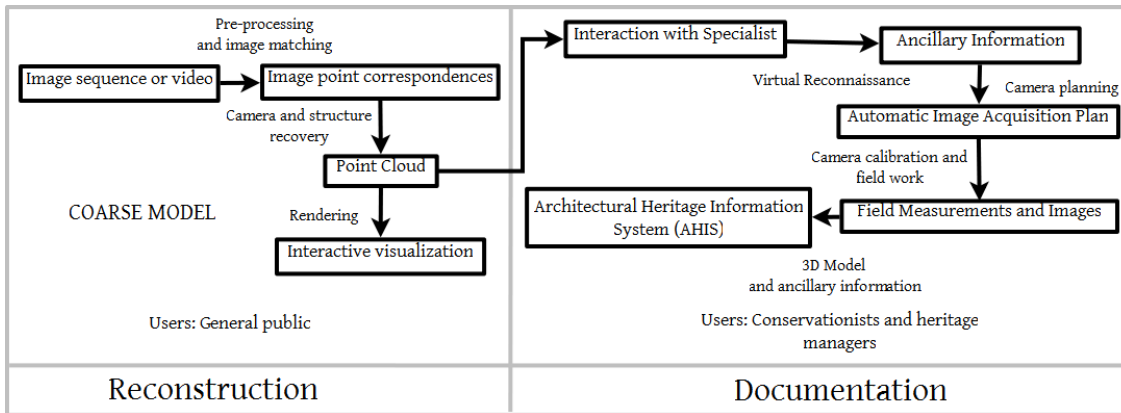 Pre-processing
and image matching
Image sequence or video
Image point correspondences
Camera and structure
recovery
Point Cloud
COARSE MODEL
Rendering
Interactive visualization
Users: General public
Reconstruction
Interaction with Specialist
Ancillary Information
Virtual Reconnaissance
Camera planning
Automatic Image Acquisition Plan
Camera calibration and
field work
Field Measurements and Images
Architectural Heritage Information
System (AHIS)
3D Model
and ancillary information
Users: Conservationists and heritage
managers
Documentation